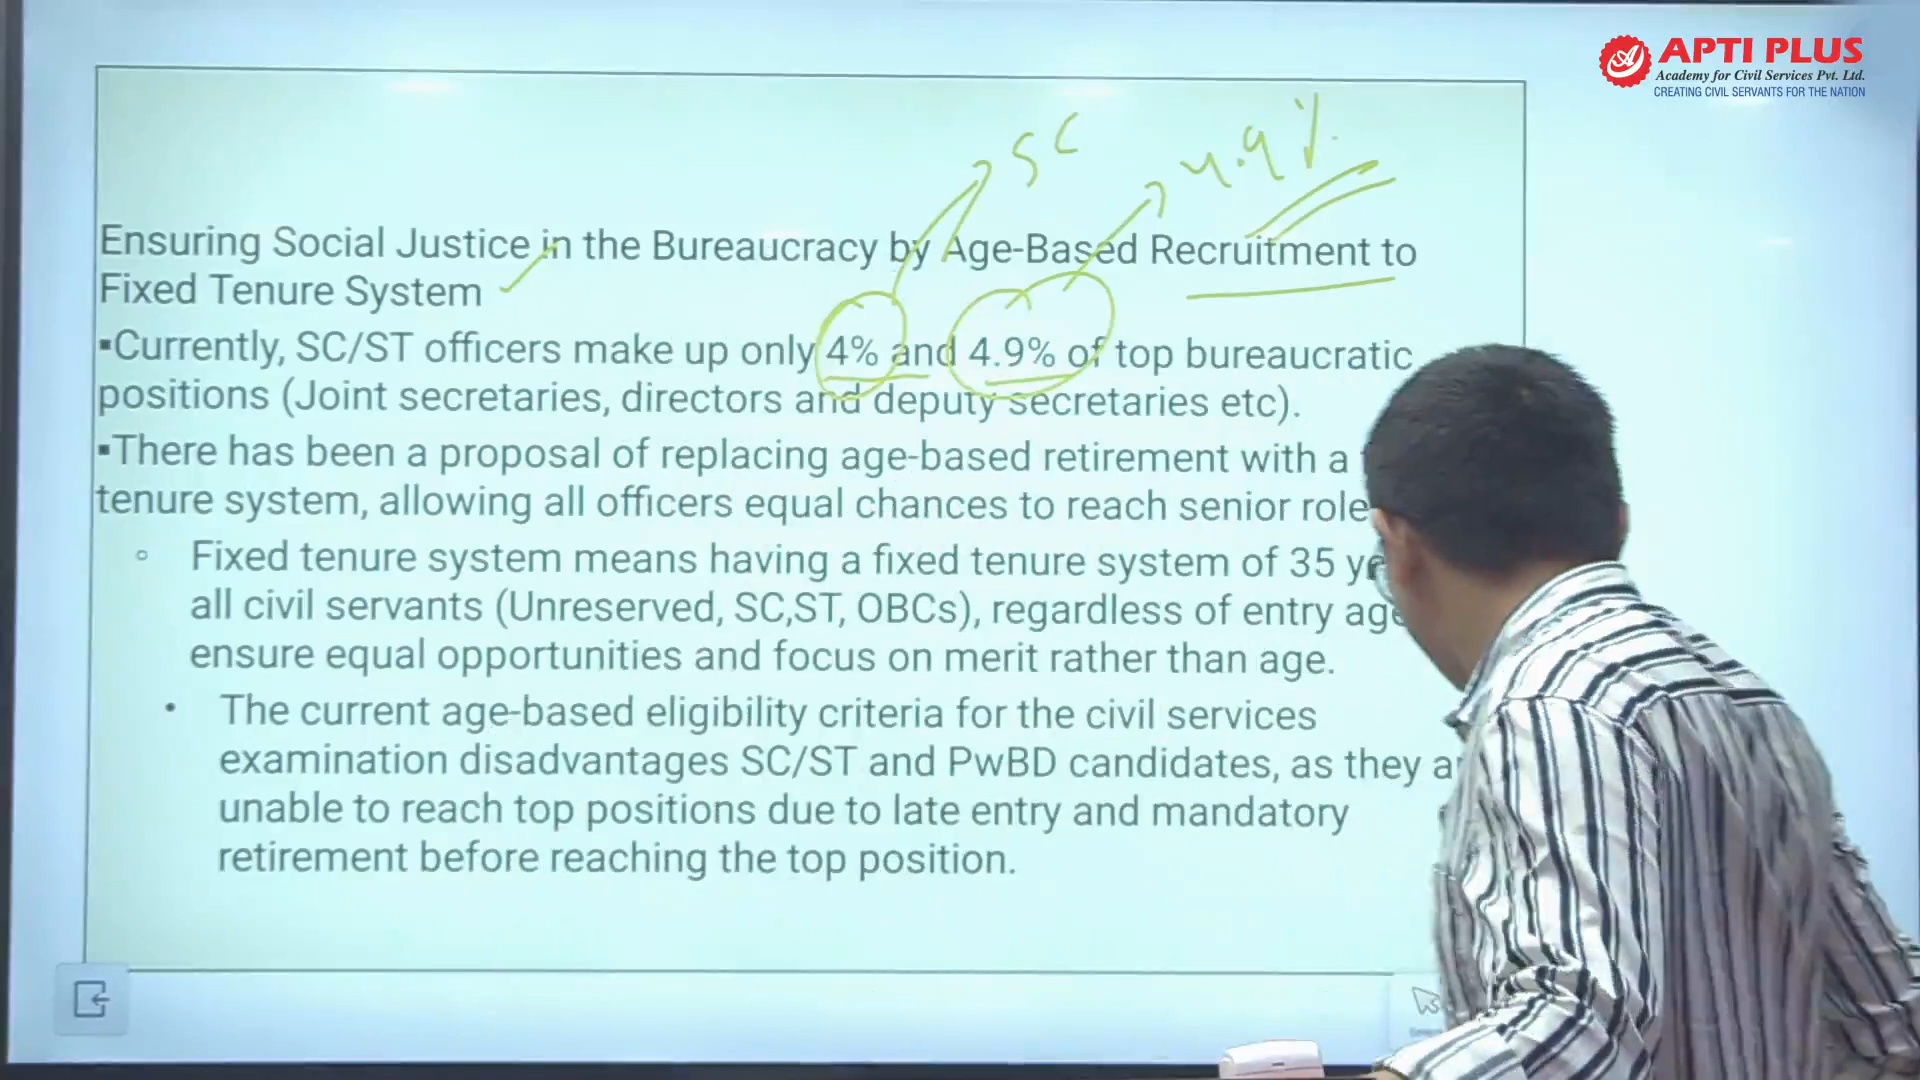 APTI PLUS
Academy for Civil Services Pvt. Ltd.
CREATING CIVIL SERVANTS FOR THE NATION
SC
4.9%
Ensuring Social Justice in the Bureaucracy by Age-Based Recruitment to
Fixed Tenure System
▪Currently, SC/ST officers make up only 4% and 4.9% of top bureaucratic
positions (Joint secretaries, directors and deputy secretaries etc).
▪There has been a proposal of replacing age-based retirement with a
tenure system, allowing all officers equal chances to reach senior role
◦ Fixed tenure system means having a fixed tenure system of 35
all civil servants (Unreserved, SC,ST, OBCs), regardless of entry age
ensure equal opportunities and focus on merit rather than age.
• The current age-based eligibility criteria for the civil services
examination disadvantages SC/ST and PwBD candidates, as they
unable to reach top positions due to late entry and mandatory
retirement before reaching the top position.